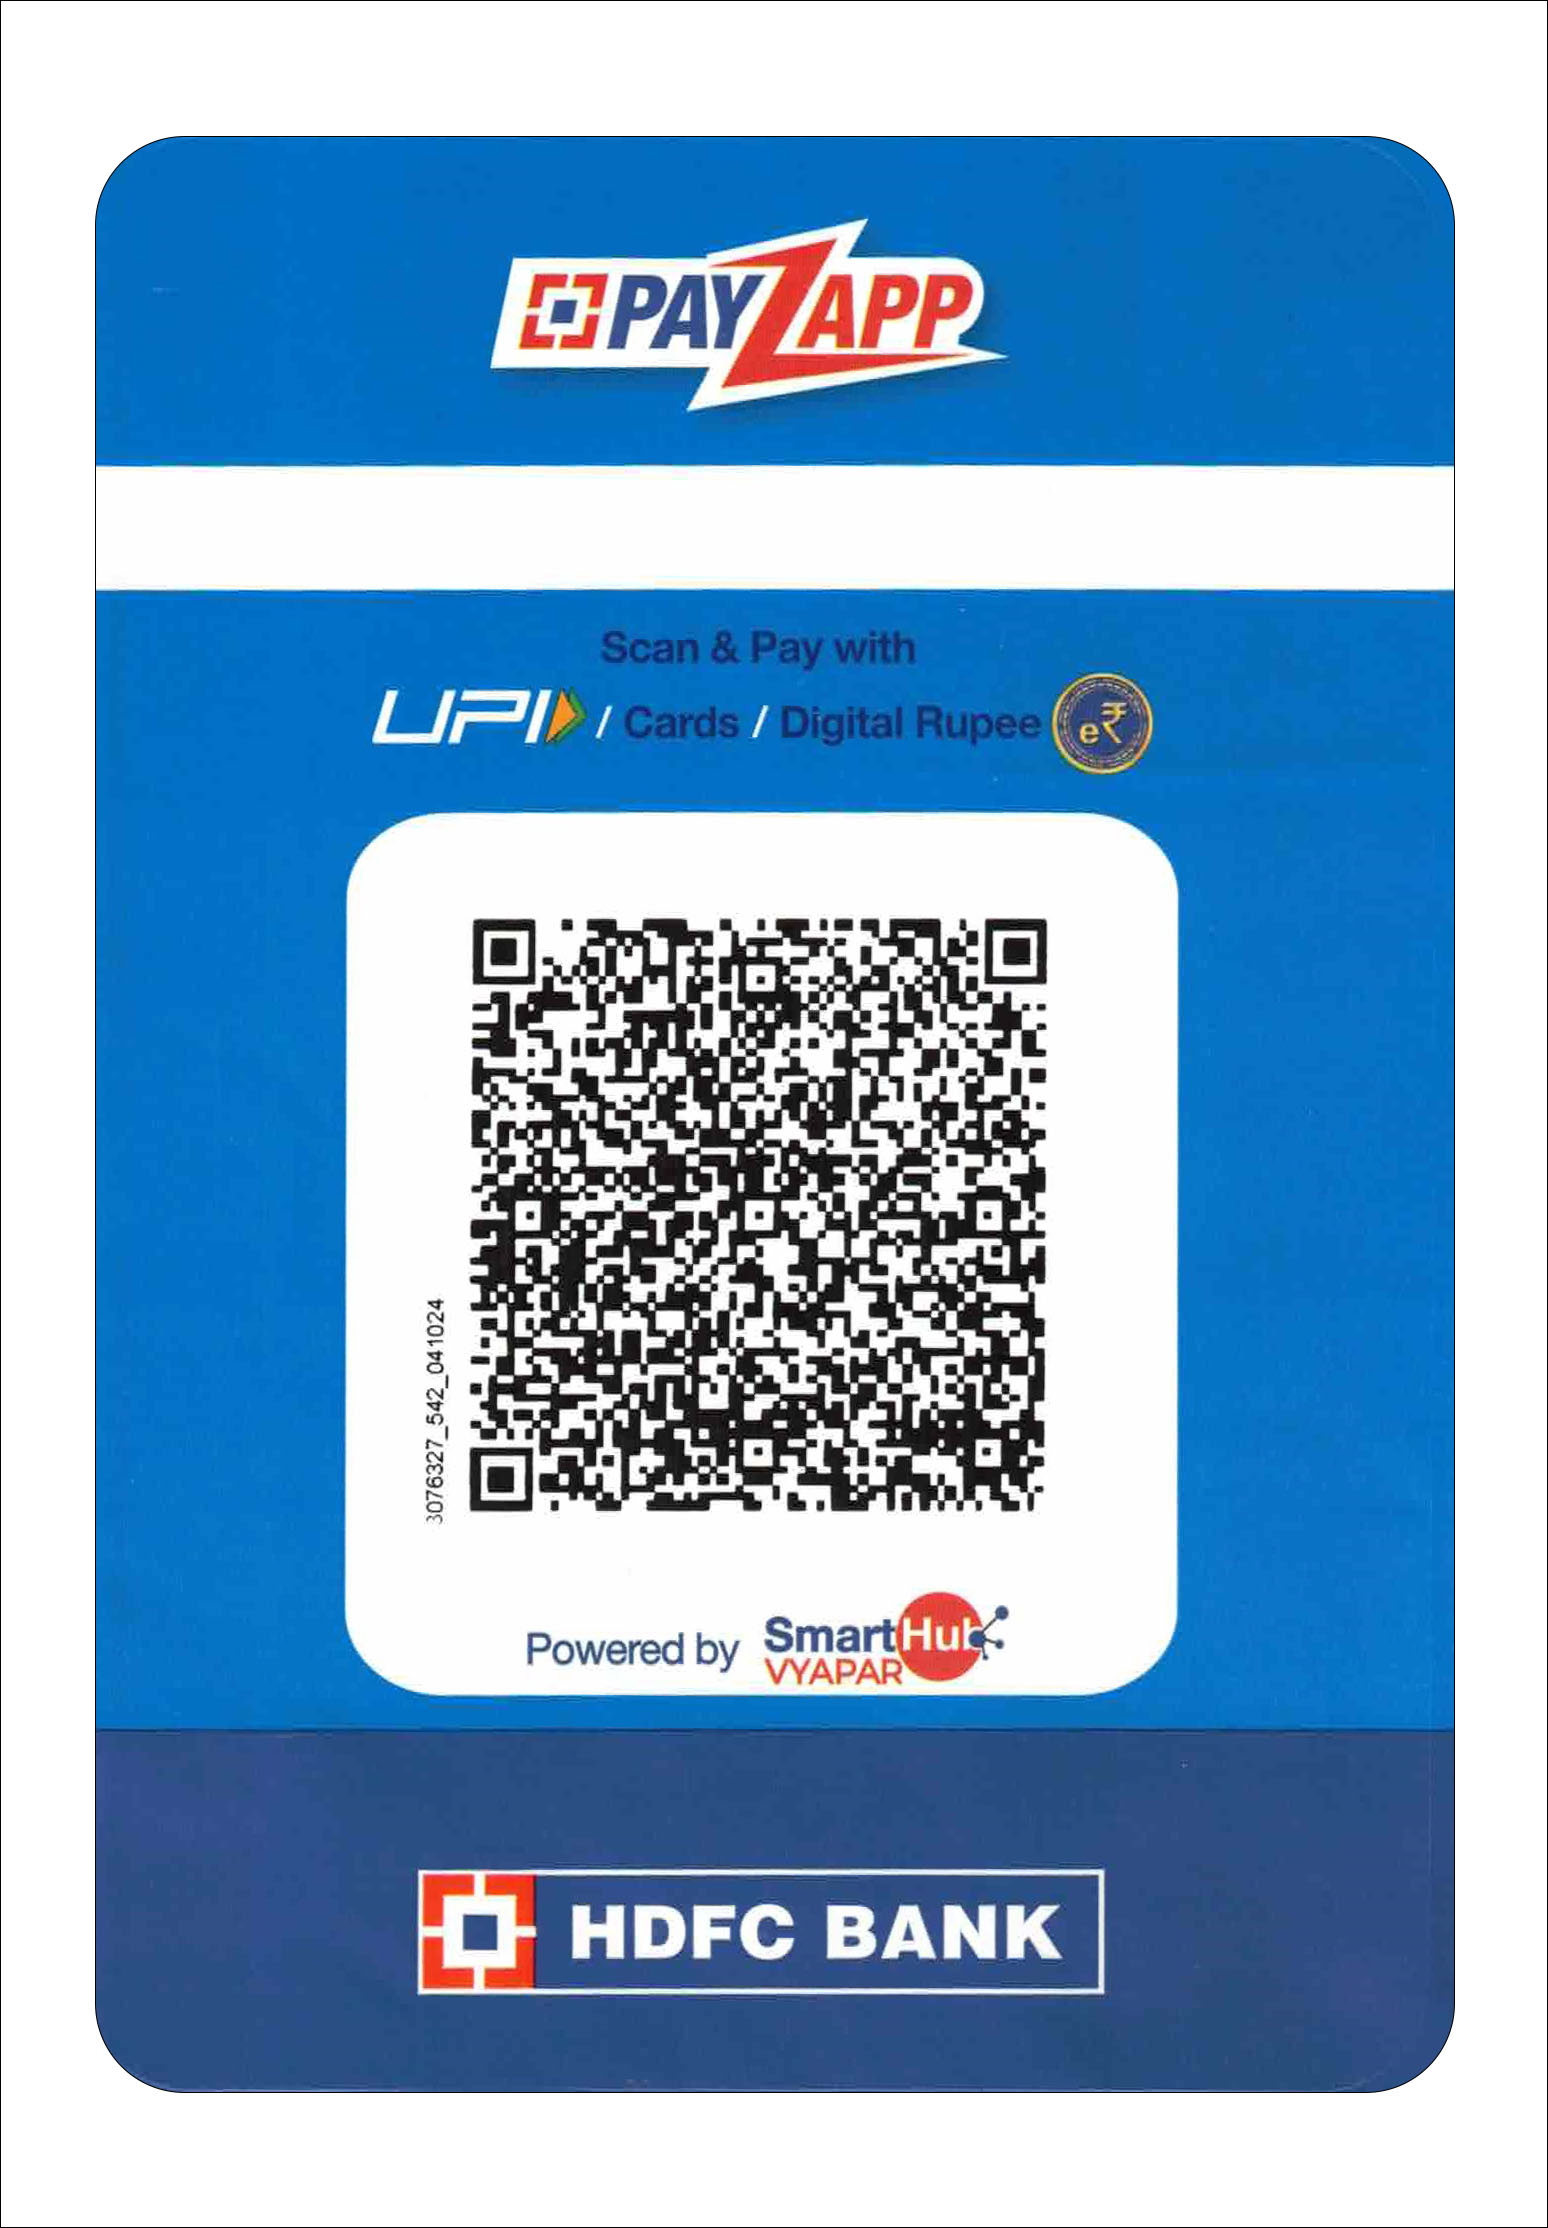 PAYZAPP
Scan & Pay with
UPI / Cards / Digital Rupee e₹
3076327_542_041024
Powered by SmartHub
VYAPAR
HDFC BANK